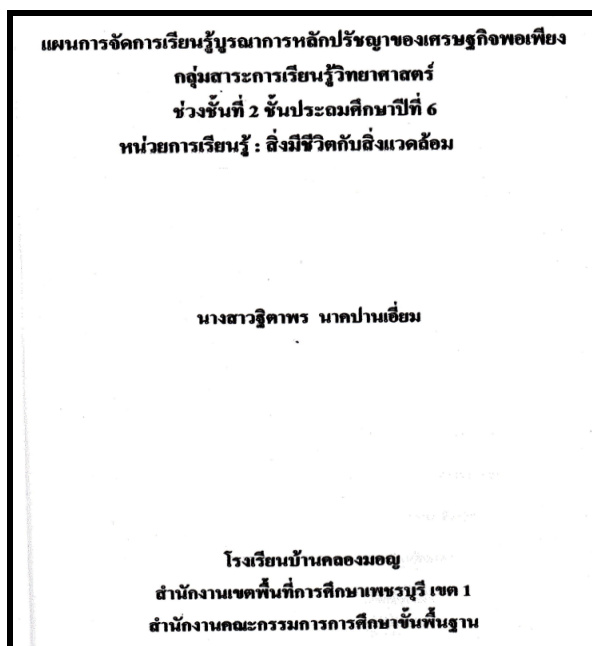 แผนการจัดการเรียนรู้บูรณาการหลักปรัชญาของเศรษฐกิจพอเพียง
กลุ่มสาระการเรียนรู้วิทยาศาสตร์
ช่วงชั้นที่ 2 ชั้นประถมศึกษาปีที่ 6
หน่วยการเรียนรู้ : สิ่งมีชีวิตกับสิ่งแวดล้อม
นางสาวฐิตาพร นาคปานเอี่ยม
โรงเรียนบ้านคลองมอญ
สำนักงานเขตพื้นที่การศึกษาเพชรบุรี เขต 1
สำนักงานคณะกรรมการการศึกษาขั้นพื้นฐาน